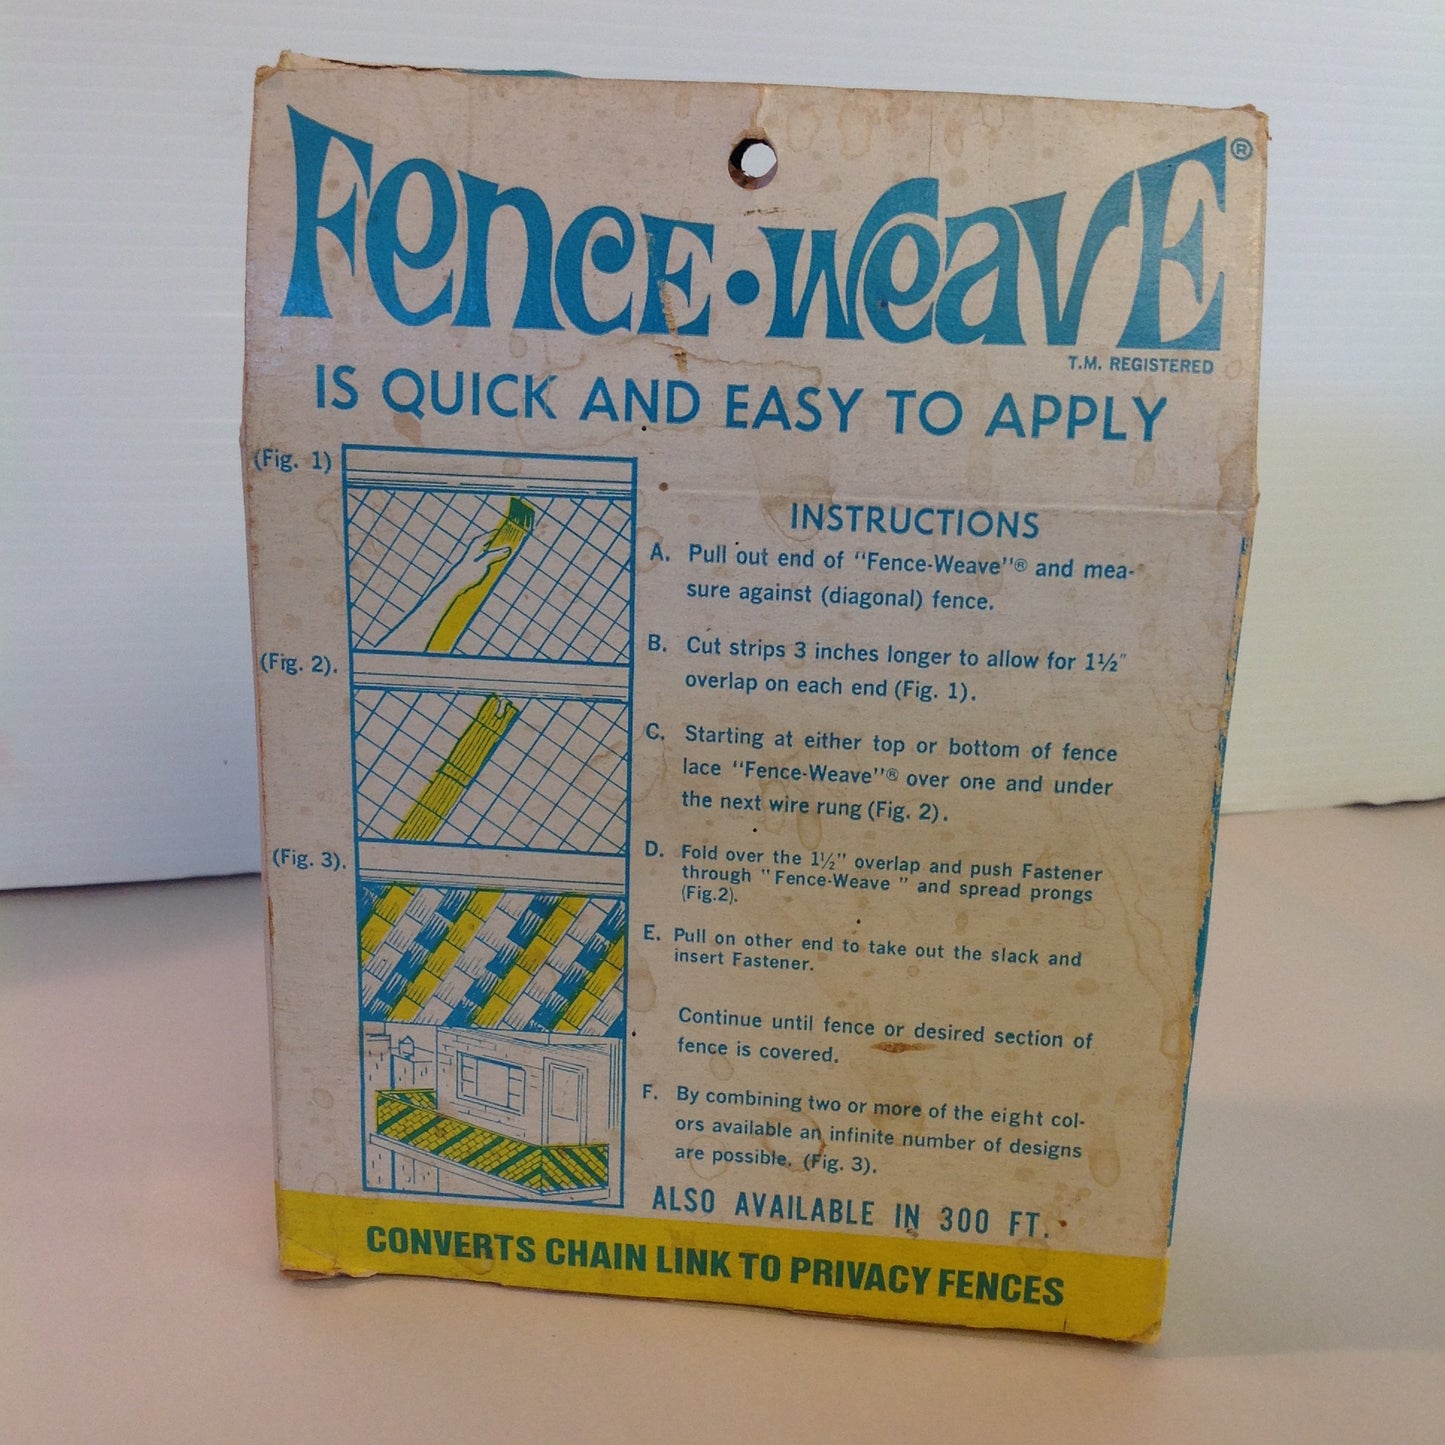 Fence • Weave ®
T.M. REGISTERED
IS QUICK AND EASY TO APPLY
(Fig. 1)
(Fig. 2).
(Fig. 3).
INSTRUCTIONS
A. Pull out end of "Fence-Weave"® and mea-
sure against (diagonal) fence.
B. Cut strips 3 inches longer to allow for 1½"
overlap on each end (Fig. 1).
C. Starting at either top or bottom of fence
lace "Fence-Weave"® over one and under
the next wire rung (Fig. 2).
D. Fold over the 1½" overlap and push Fastener
through "Fence-Weave" and spread prongs
(Fig.2).
E. Pull on other end to take out the slack and
insert Fastener.
Continue until fence or desired section of
fence is covered.
F. By combining two or more of the eight col-
ors available an infinite number of designs
are possible. (Fig. 3).
ALSO AVAILABLE IN 300 FT.
CONVERTS CHAIN LINK TO PRIVACY FENCES